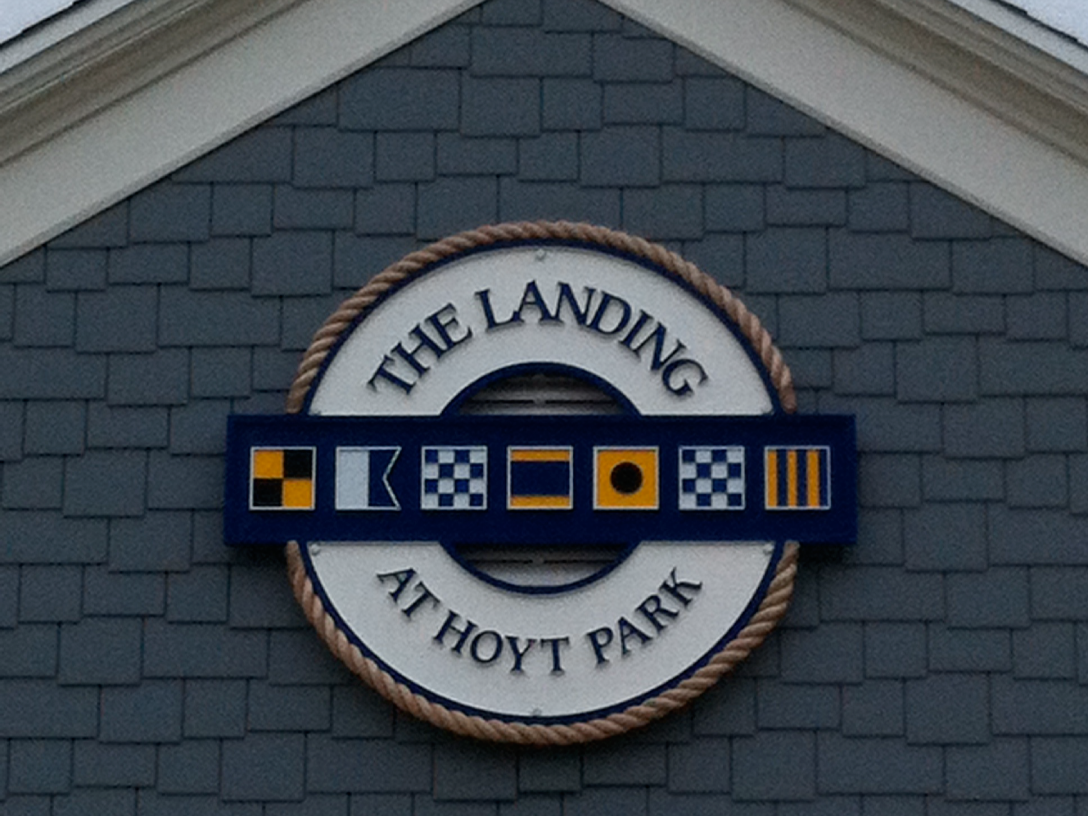 THE LANDING
AT HOYT PARK